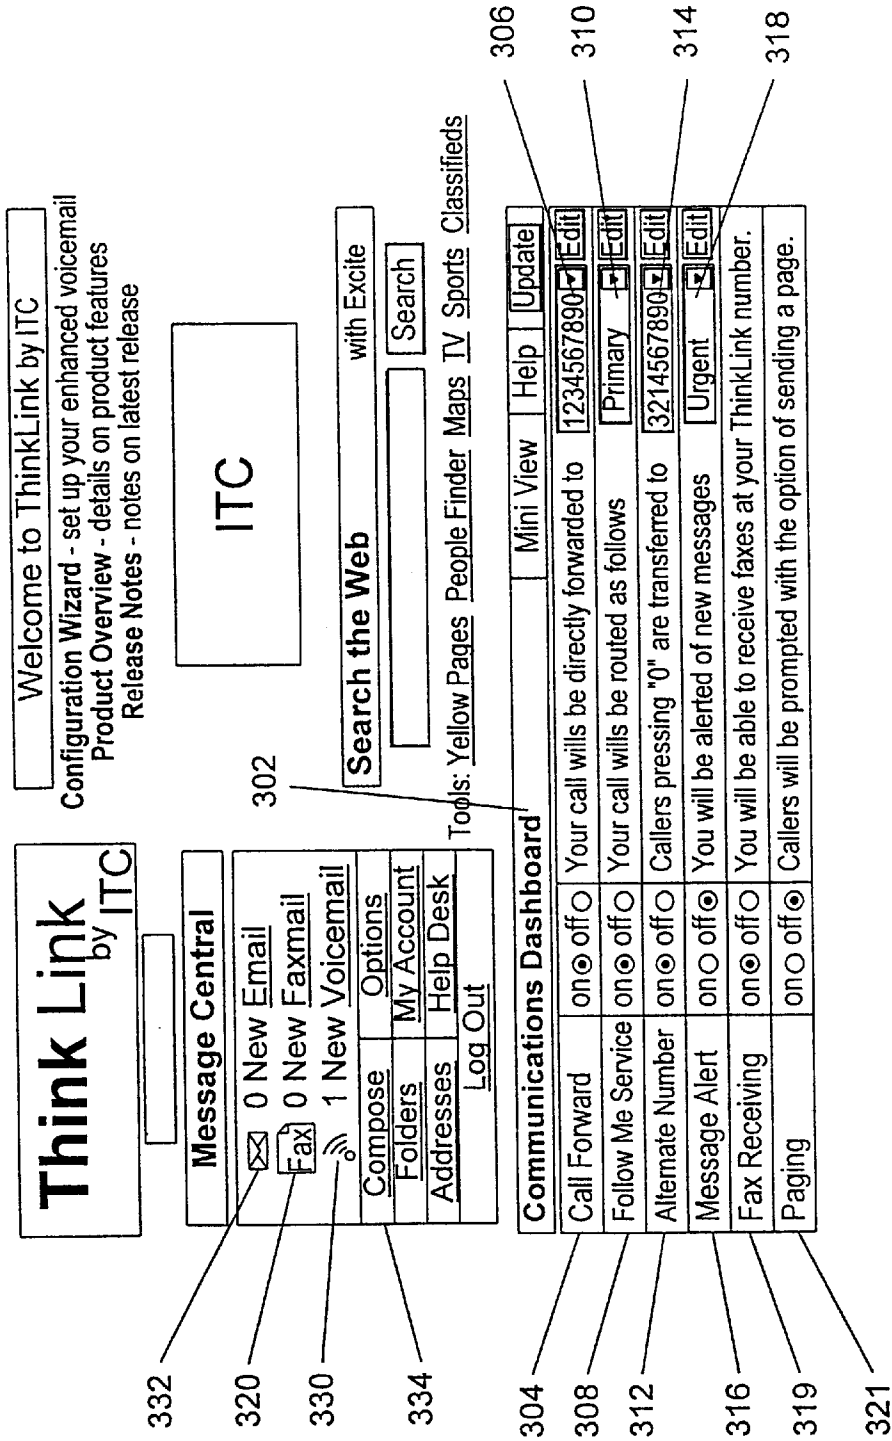 Think Link
by ITC
Welcome to ThinkLink by ITC
Configuration Wizard - set up your enhanced voicemail
Product Overview - details on product features
Release Notes - notes on latest release
Message Central
0 New Email
Fax 0 New Faxmail
1 New Voicemail
Compose Options
Folders My Account
Addresses Help Desk
Log Out
332
320
330
334
ITC
Search the Web with Excite
Search
Tools: Yellow Pages People Finder Maps TV Sports Classifieds
302
Communications Dashboard Mini View Help Update
Call Forward on off Your call wills be directly forwarded to 1234567890 Edit
Follow Me Service on off Your call wills be routed as follows Primary Edit
Alternate Number on off Callers pressing "0" are transferred to 3214567890 Edit
Message Alert on off You will be alerted of new messages Urgent Edit
Fax Receiving on off You will be able to receive faxes at your ThinkLink number.
Paging on off Callers will be prompted with the option of sending a page.
304
308
312
316
319
321
306
310
314
318